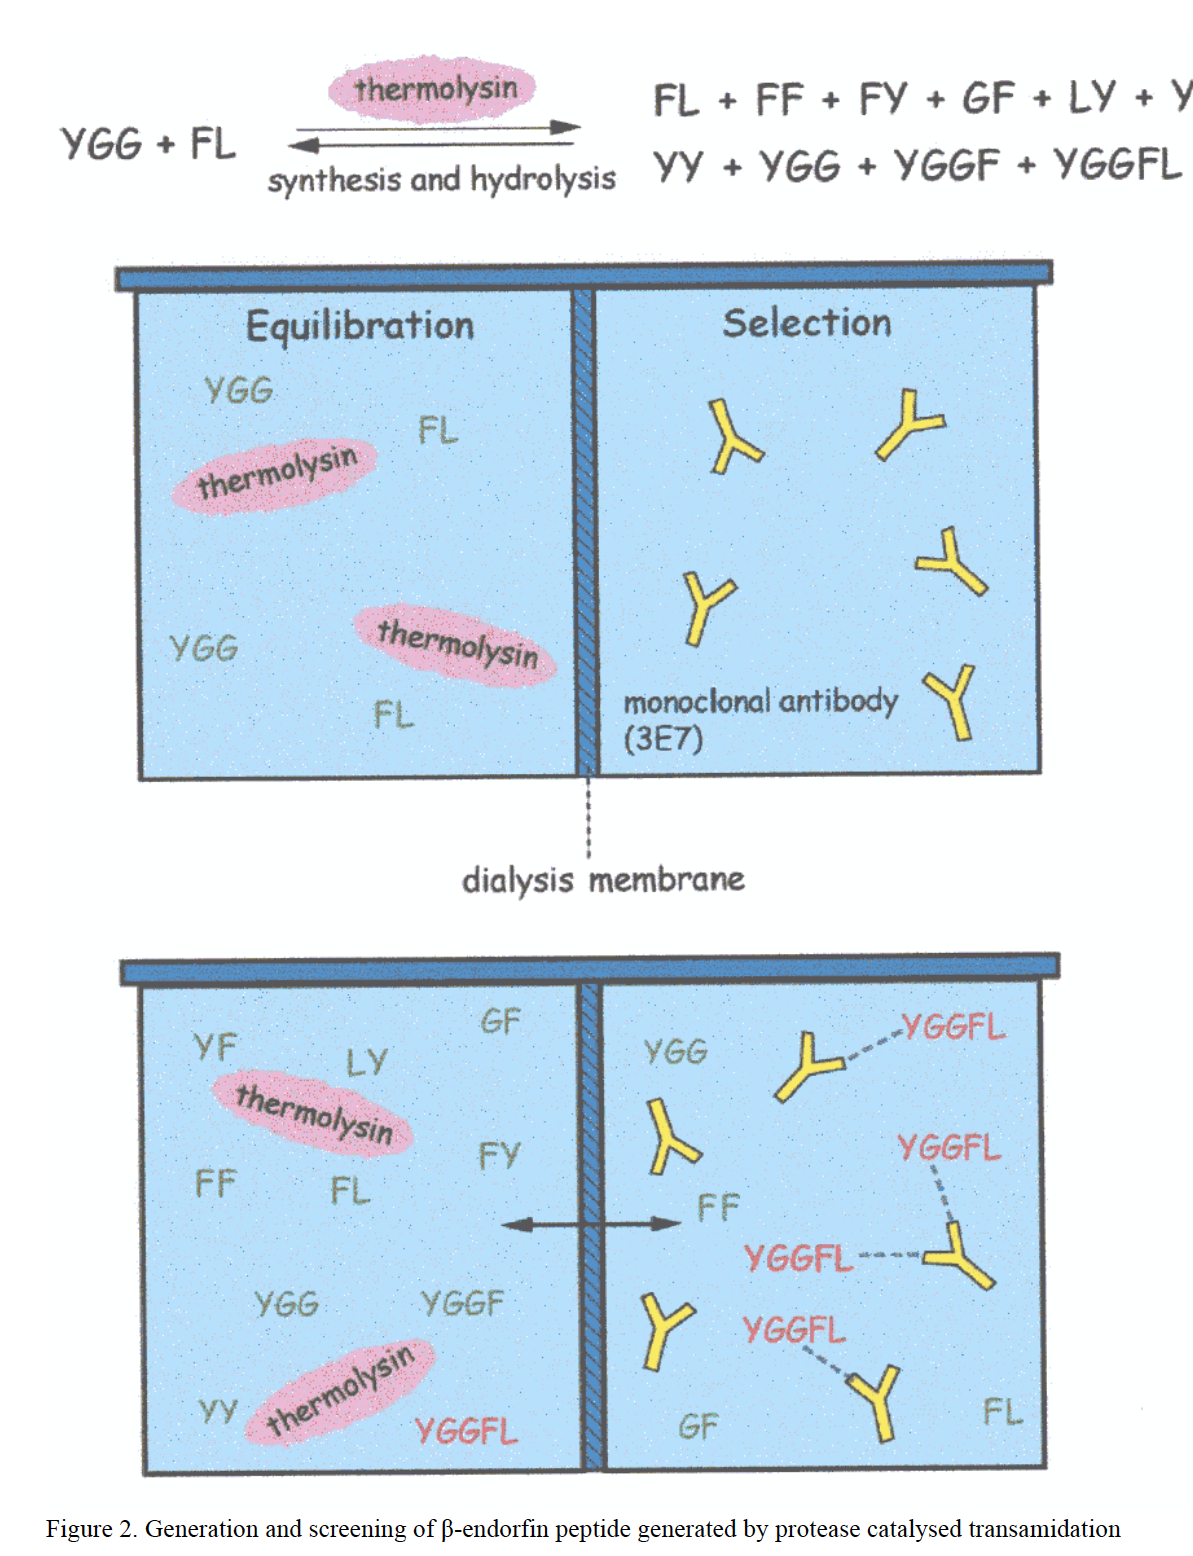 thermolysin
FL + FF + FY + GF + LY + Y
YGG + FL
synthesis and hydrolysis
YY + YGG + YGGF + YGGFL
Equilibration
Selection
YGG
FL
thermolysin
YGG
thermolysin
FL
monoclonal antibody
(3E7)
dialysis membrane
GF
YF
LY
thermolysin
FY
FF
FL
YGG
YGGF
YY
thermolysin
YGGFL
YGGFL
YGG
YGGFL
FF
YGGFL
YGGFL
GF
FL
Figure 2. Generation and screening of β-endorfin peptide generated by protease catalysed transamidation